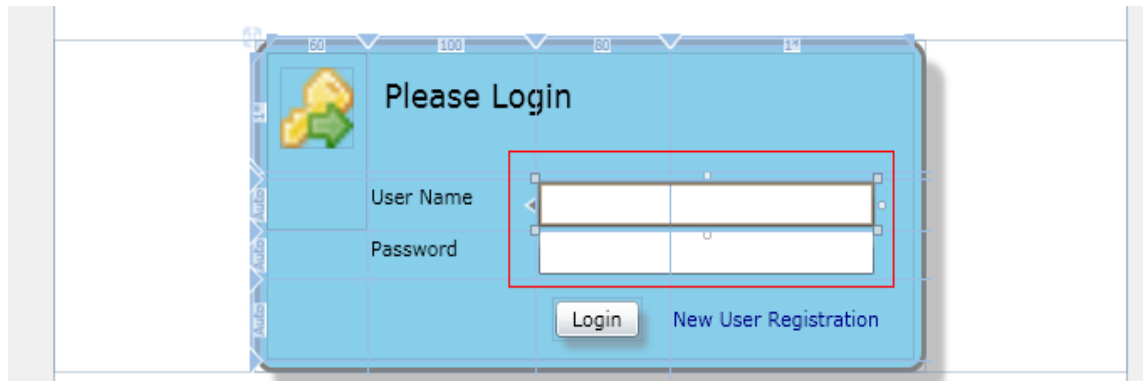 60 100 80 1*
Please Login
1*
User Name
Auto
Password
Auto
Login New User Registration
Auto